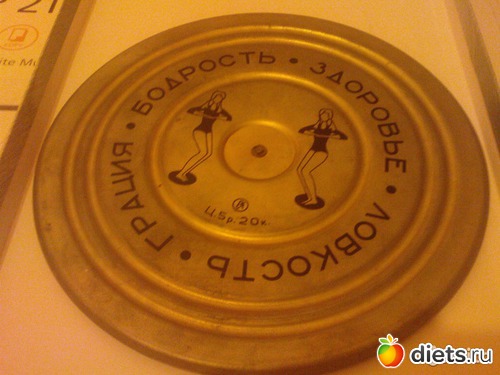 БОДРОСТЬ • ЗДОРОВЬЕ • ЛОВКОСТЬ • ГРАЦИЯ •
Ц. 5р. 20к.
diets.ru